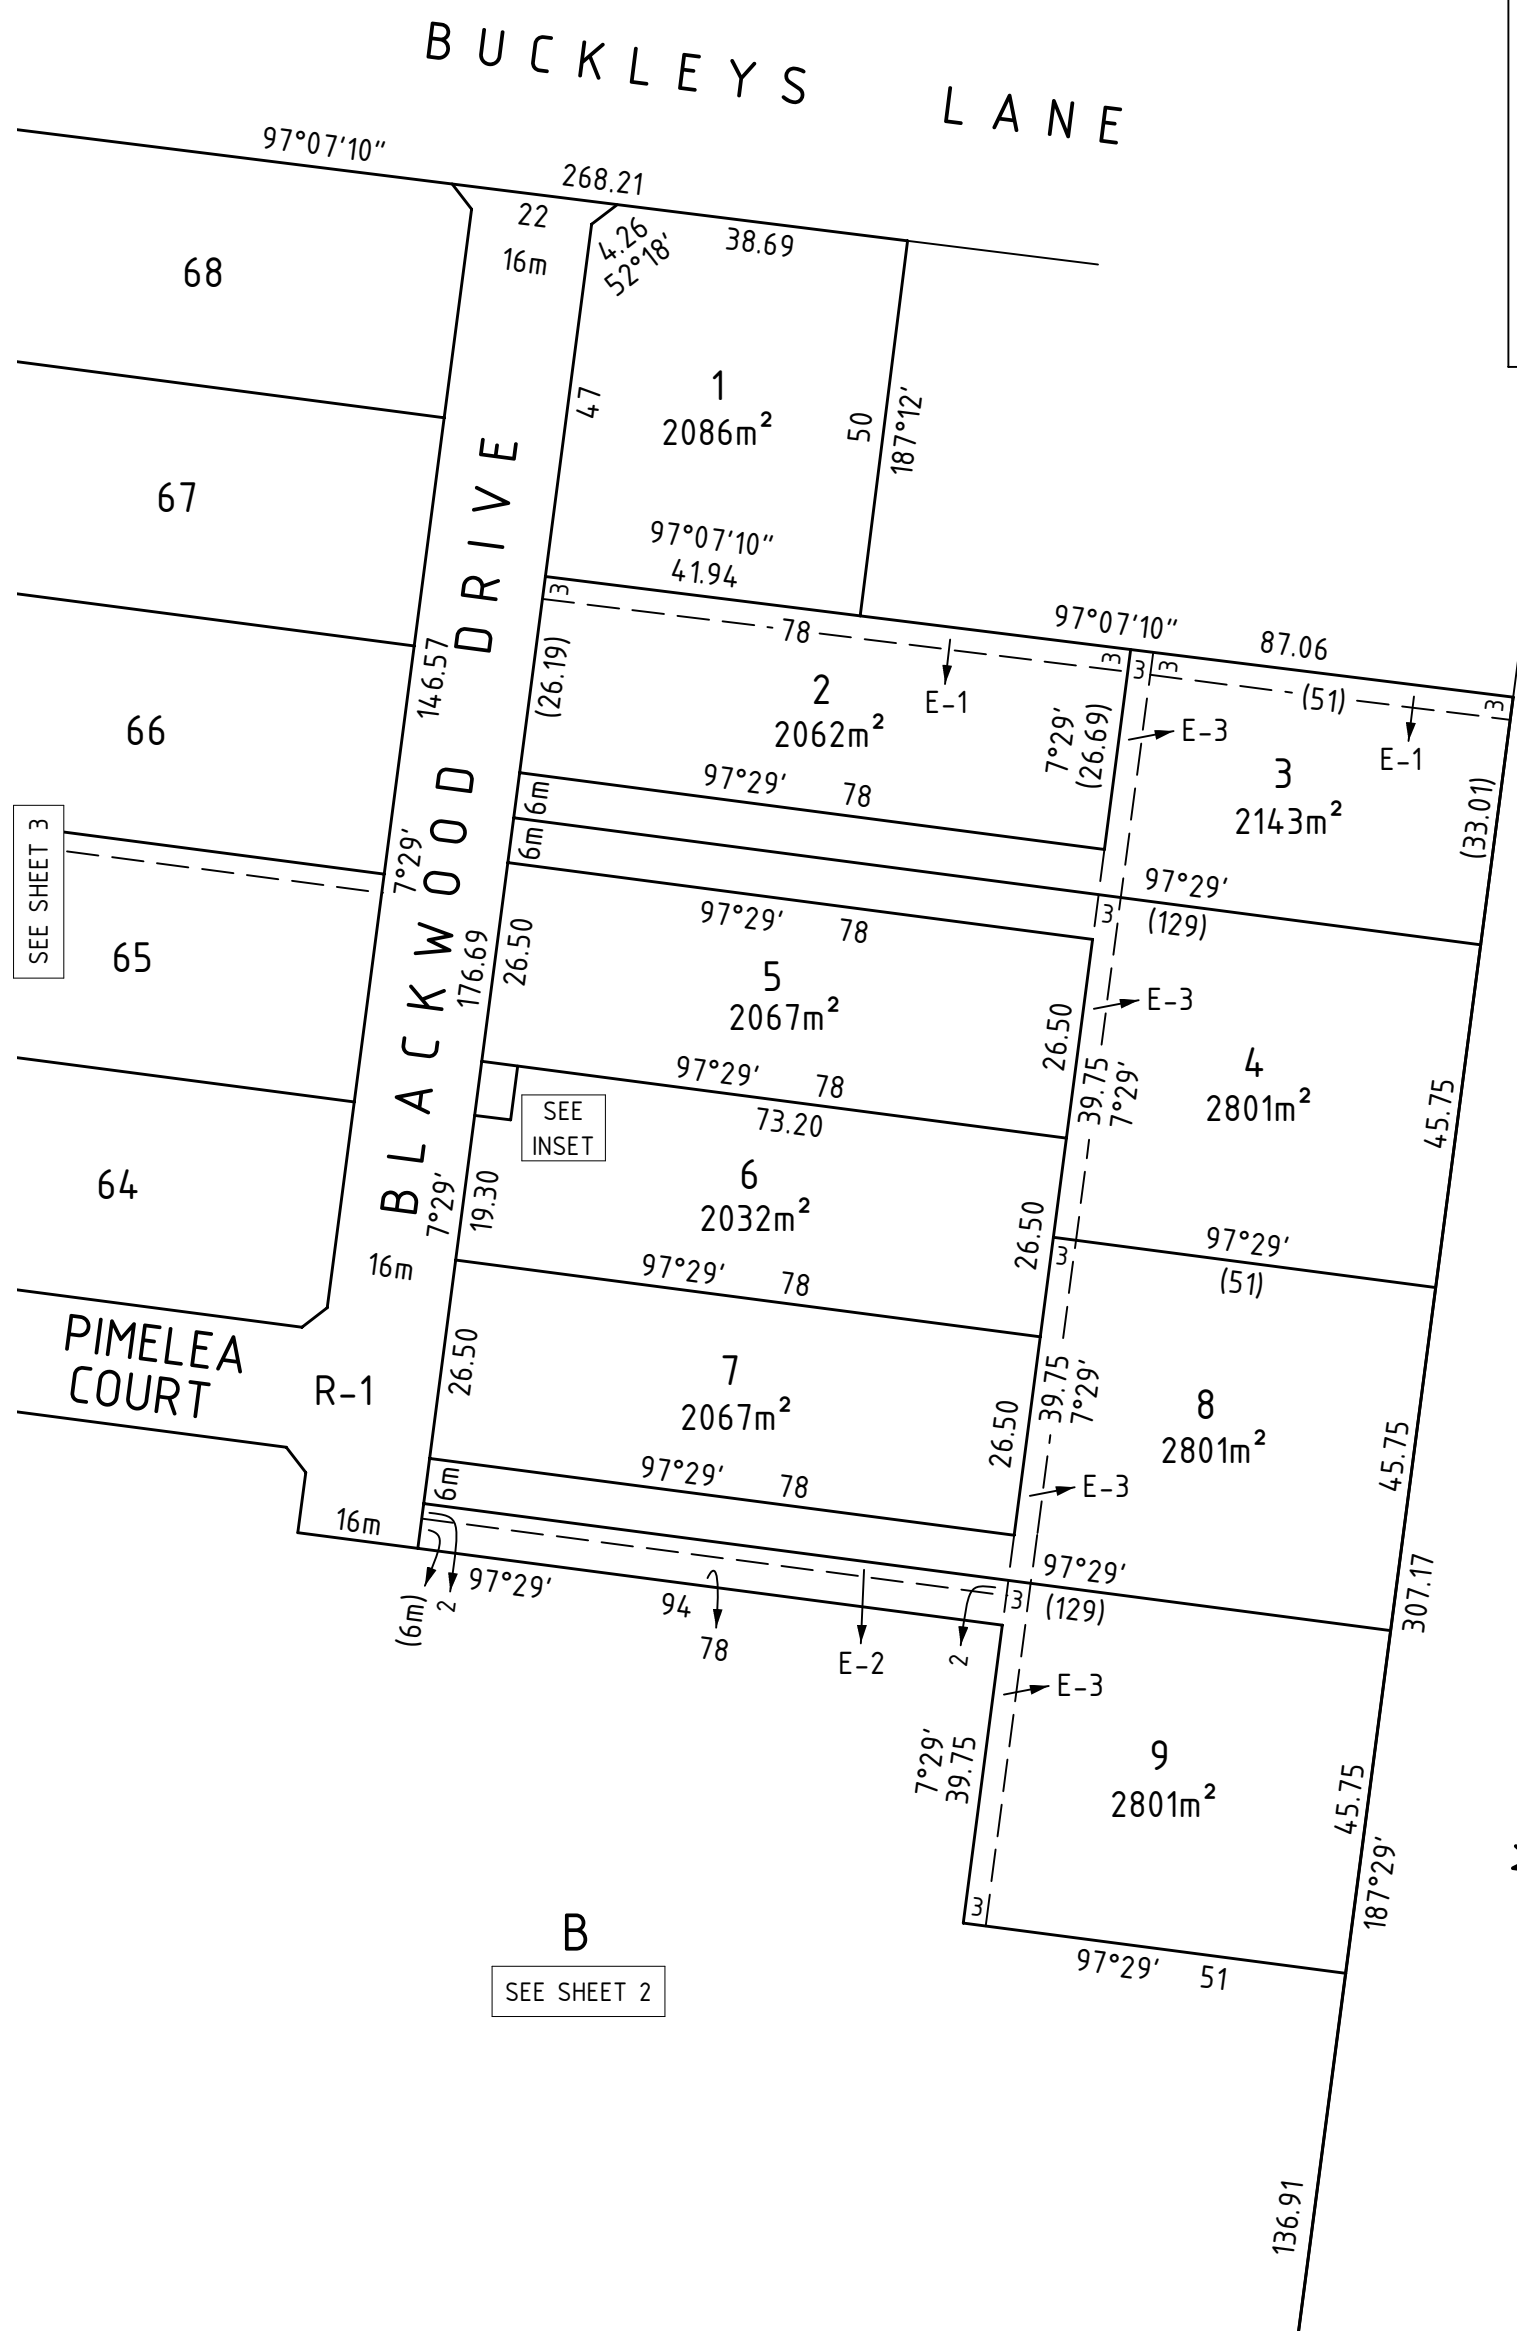 BUCKLEYS LANE
97°07'10"
268.21
22
16m
4.26
52°18'
38.69
68
1
2086m²
47
50
187°12'
67
97°07'10"
41.94
BLACKWOOD DRIVE
3
78
97°07'10"
87.06
3
3
3
(51)
3
E-1
E-1
146.57
(26.19)
2
2062m²
7°29'
(26.69)
E-3
3
2143m²
(33.01)
66
97°29' 78
6m
6m
SEE SHEET 3
7°29'
97°29'
3
(129)
65
176.69
26.50
97°29' 78
5
2067m²
26.50
E-3
39.75
7°29'
4
2801m²
45.75
97°29' 78
73.20
SEE
INSET
64
7°29'
19.30
6
2032m²
26.50
16m
97°29'
3
(51)
97°29' 78
PIMELEA
COURT
R-1
26.50
7
2067m²
26.50
39.75
7°29'
8
2801m²
45.75
97°29' 78
6m
E-3
16m
97°29'
3
(129)
307.17
(6m)
2
97°29'
94
78
E-2
2
E-3
7°29'
39.75
9
2801m²
45.75
187°29'
3
B
SEE SHEET 2
97°29' 51
136.91